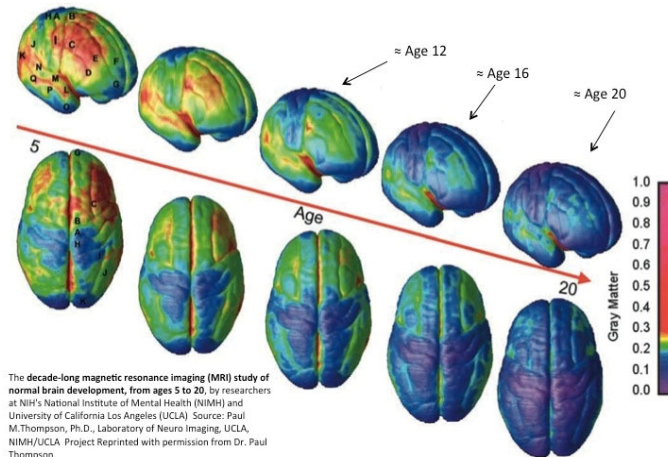 H A B
J I C
K E F
N D
Q M
P L G
O
≈ Age 12
≈ Age 16
≈ Age 20
5
Age
20
G
C
B
A
H
I
J
K
1.0
0.9
0.8
0.7
0.6
0.5
0.4
0.3
0.2
0.1
0.0
Gray Matter
The decade-long magnetic resonance imaging (MRI) study of
normal brain development, from ages 5 to 20, by researchers
at NIH's National Institute of Mental Health (NIMH) and
University of California Los Angeles (UCLA) Source: Paul
M.Thompson, Ph.D., Laboratory of Neuro Imaging, UCLA,
NIMH/UCLA Project Reprinted with permission from Dr. Paul
Thompson